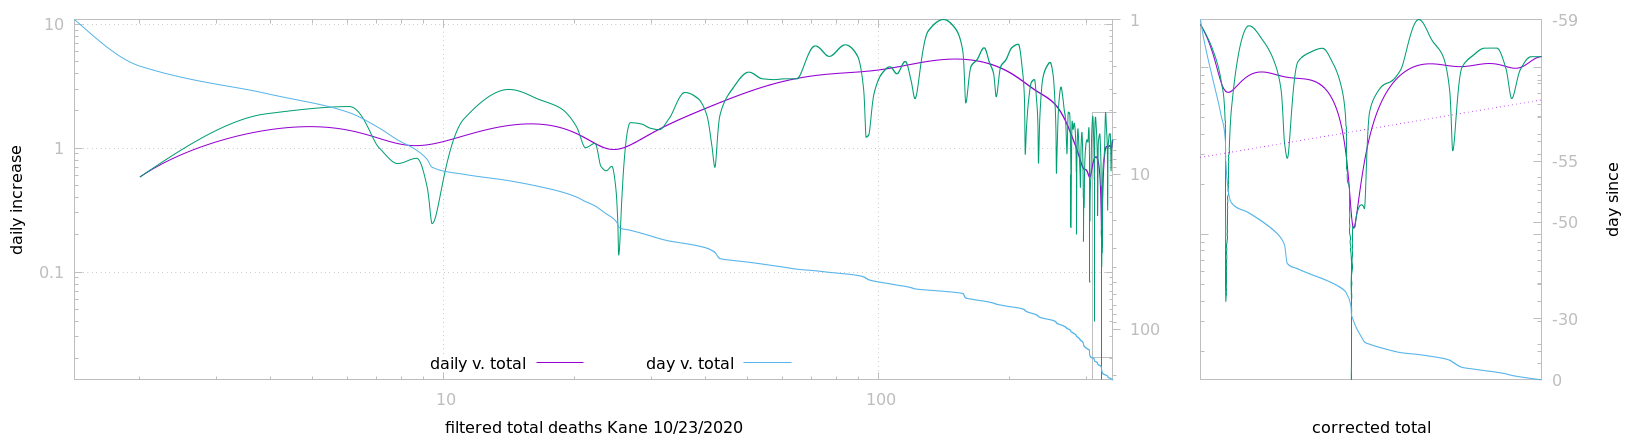 10
1
0.1
daily increase
daily v. total
day v. total
10
100
1
10
100
filtered total deaths Kane 10/23/2020
-59
-55
-50
-30
0
day since
corrected total